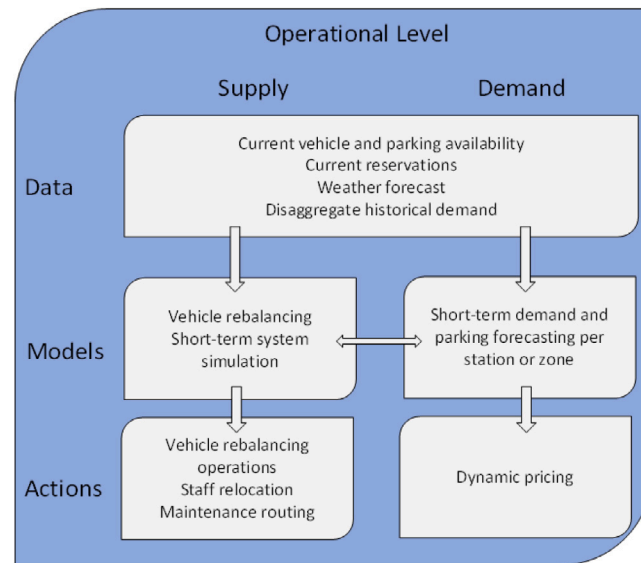 Operational Level
Supply
Demand
Data
Current vehicle and parking availability
Current reservations
Weather forecast
Disaggregate historical demand
Models
Vehicle rebalancing
Short-term system
simulation
Short-term demand and
parking forecasting per
station or zone
Actions
Vehicle rebalancing
operations
Staff relocation
Maintenance routing
Dynamic pricing